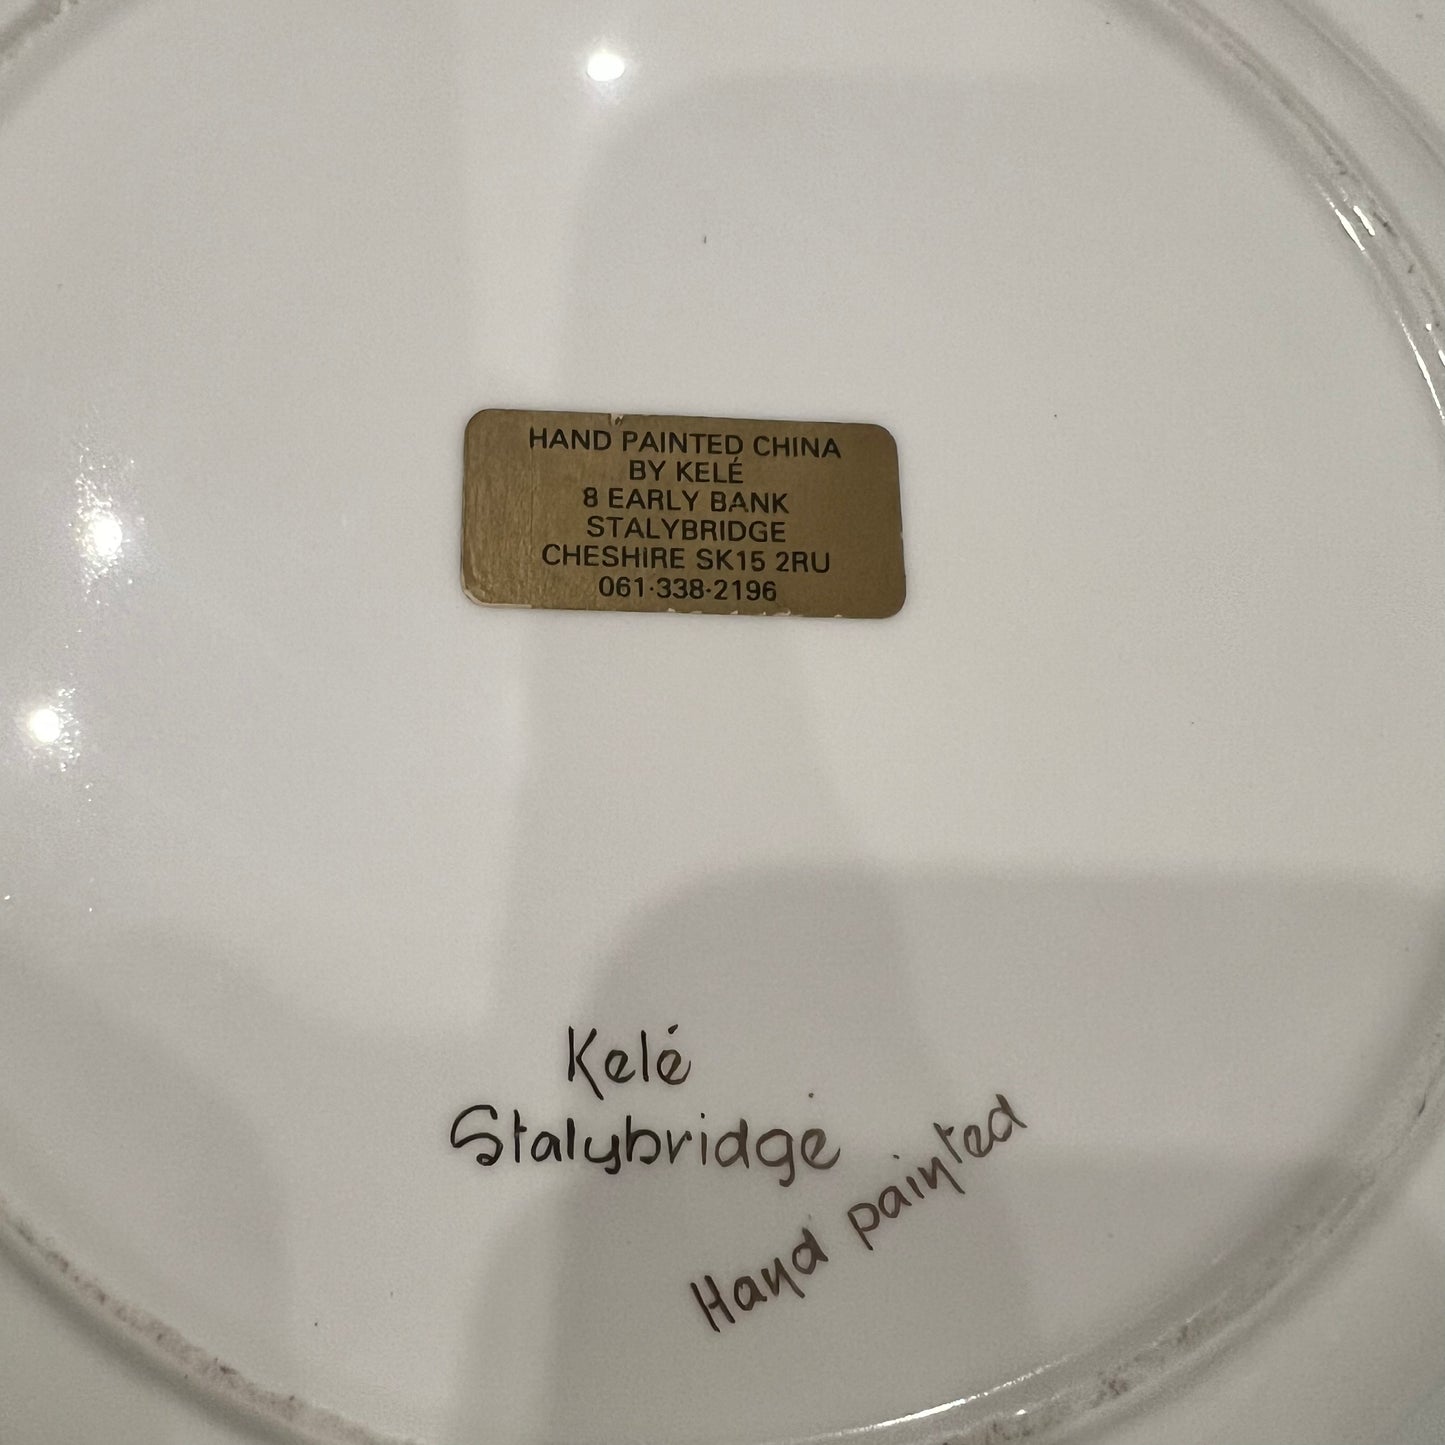 HAND PAINTED CHINA
BY KELÉ
8 EARLY BANK
STALYBRIDGE
CHESHIRE SK15 2RU
061·338·2196
Kelé
Stalybridge
Hand painted